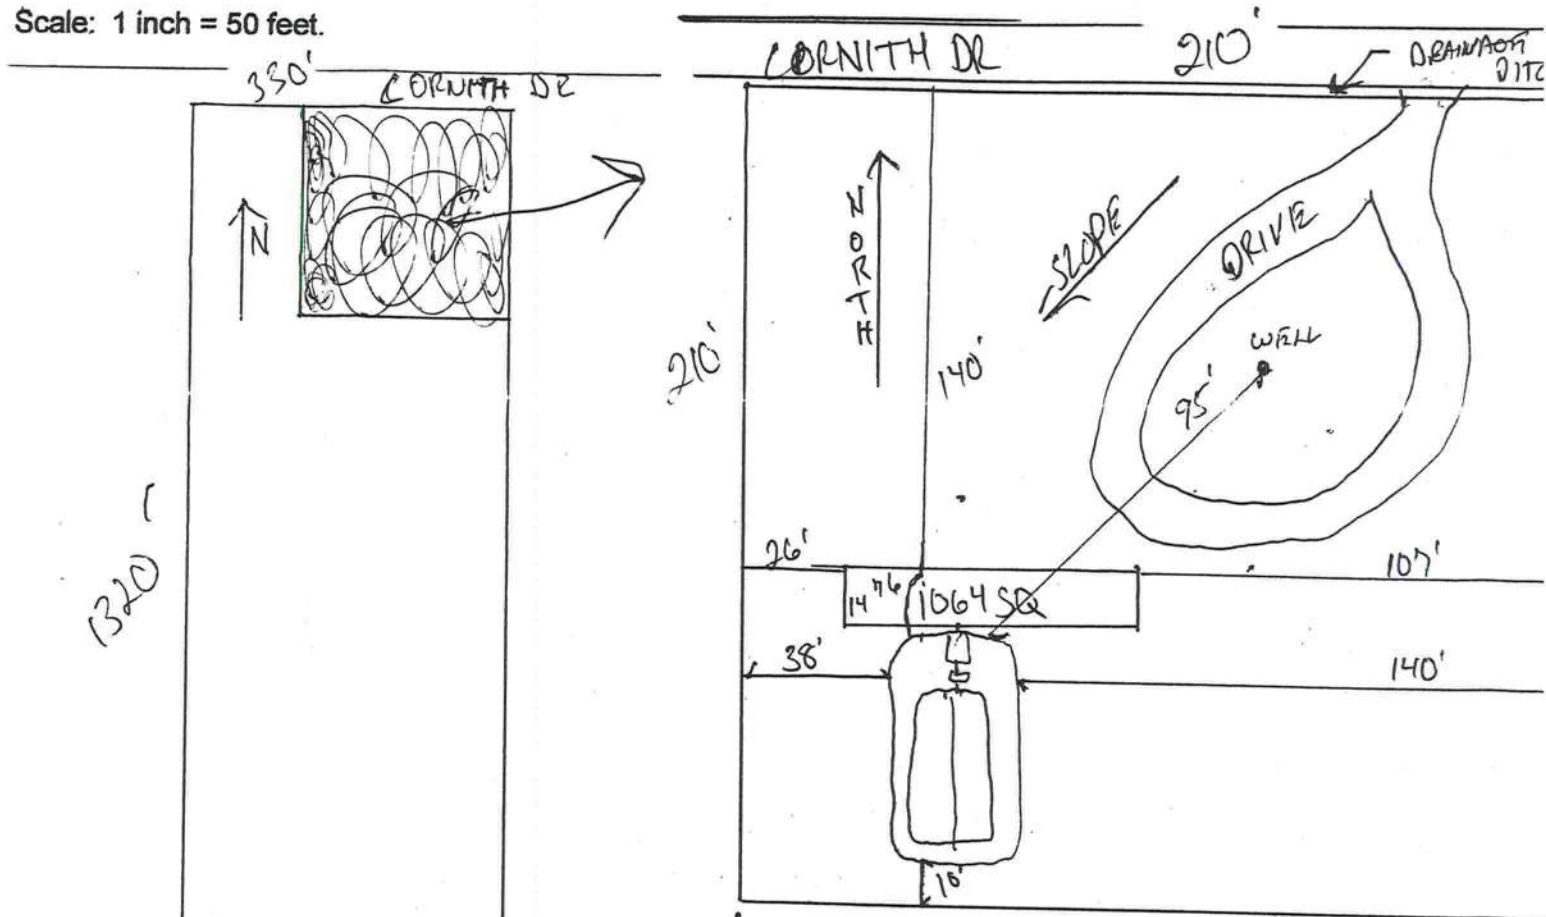 Scale: 1 inch = 50 feet.
330'
CORNITH DR
N
1320'
CORNITH DR
210'
DRAINAGE
DITC
NORTH
SLOPE
DRIVE
210'
140'
WELL
95'
26'
107'
14
76
1064 SQ
38'
140'
10'